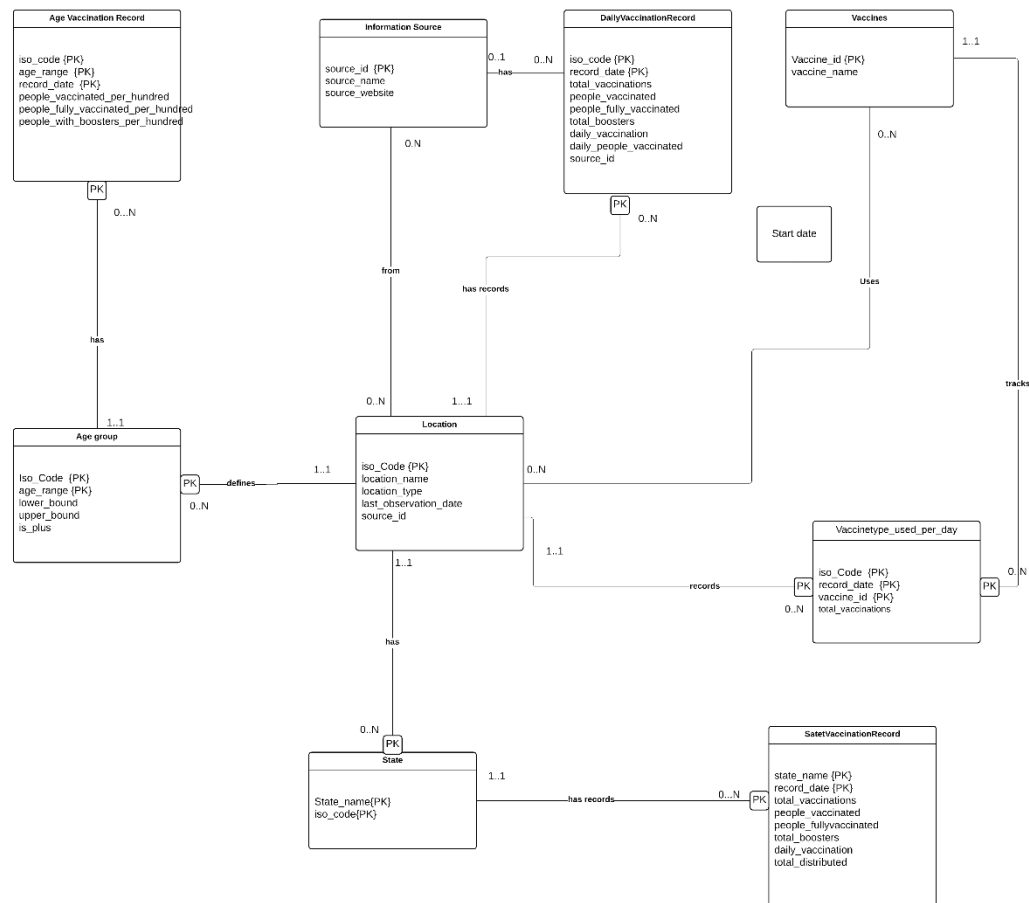 Age Vaccination Record
iso_code {PK}
age_range {PK}
record_date {PK}
people_vaccinated_per_hundred
people_fully_vaccinated_per_hundred
people_with_boosters_per_hundred
PK
0...N
has
1..1
Information Source
source_id {PK}
source_name
source_website
0..1
has
0..N
0.N
from
0..N
DailyVaccinationRecord
iso_code {PK}
record_date {PK}
total_vaccinations
people_vaccinated
people_fully_vaccinated
total_boosters
daily_vaccination
daily_people_vaccinated
source_id
PK
0..N
has records
1...1
Vaccines
Vaccine_id {PK}
vaccine_name
1..1
0..N
Start date
Uses
tracks
Age group
Iso_Code {PK}
age_range {PK}
lower_bound
upper_bound
is_plus
PK
0..N
defines
1..1
Location
iso_Code {PK}
location_name
location_type
last_observation_date
source_id
0..N
1..1
records
PK
0..N
Vaccinetype_used_per_day
iso_Code {PK}
record_date {PK}
vaccine_id {PK}
total_vaccinations
PK
0..N
1..1
has
0..N
PK
State
State_name{PK}
iso_code{PK}
1..1
has records
0...N
PK
SatetVaccinationRecord
state_name {PK}
record_date {PK}
total_vaccinations
people_vaccinated
people_fullyvaccinated
total_boosters
daily_vaccination
total_distributed